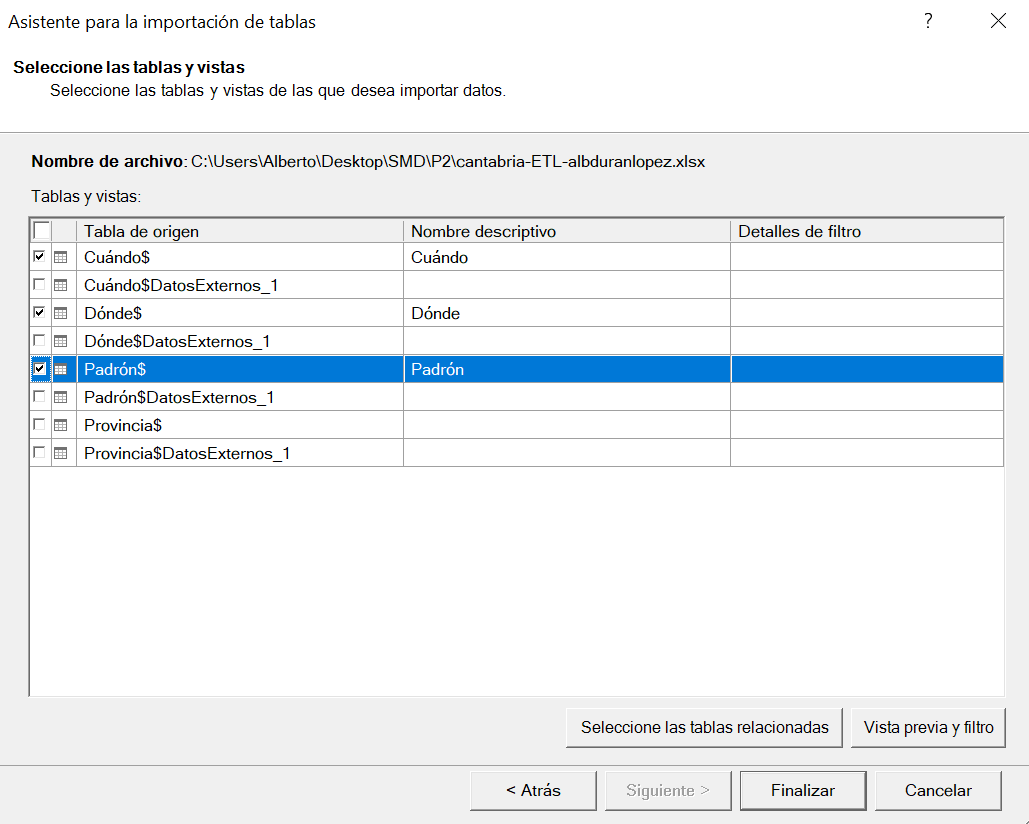 Asistente para la importación de tablas ?
Seleccione las tablas y vistas
Seleccione las tablas y vistas de las que desea importar datos.
Nombre de archivo: C:\Users\Alberto\Desktop\SMD\P2\cantabria-ETL-albduranlopez.xlsx
Tablas y vistas:
Tabla de origen Nombre descriptivo Detalles de filtro
Cuándo$ Cuándo
Cuándo$DatosExternos_1
Dónde$ Dónde
Dónde$DatosExternos_1
Padrón$ Padrón
Padrón$DatosExternos_1
Provincia$
Provincia$DatosExternos_1
Seleccione las tablas relacionadas Vista previa y filtro
< Atrás Siguiente > Finalizar Cancelar